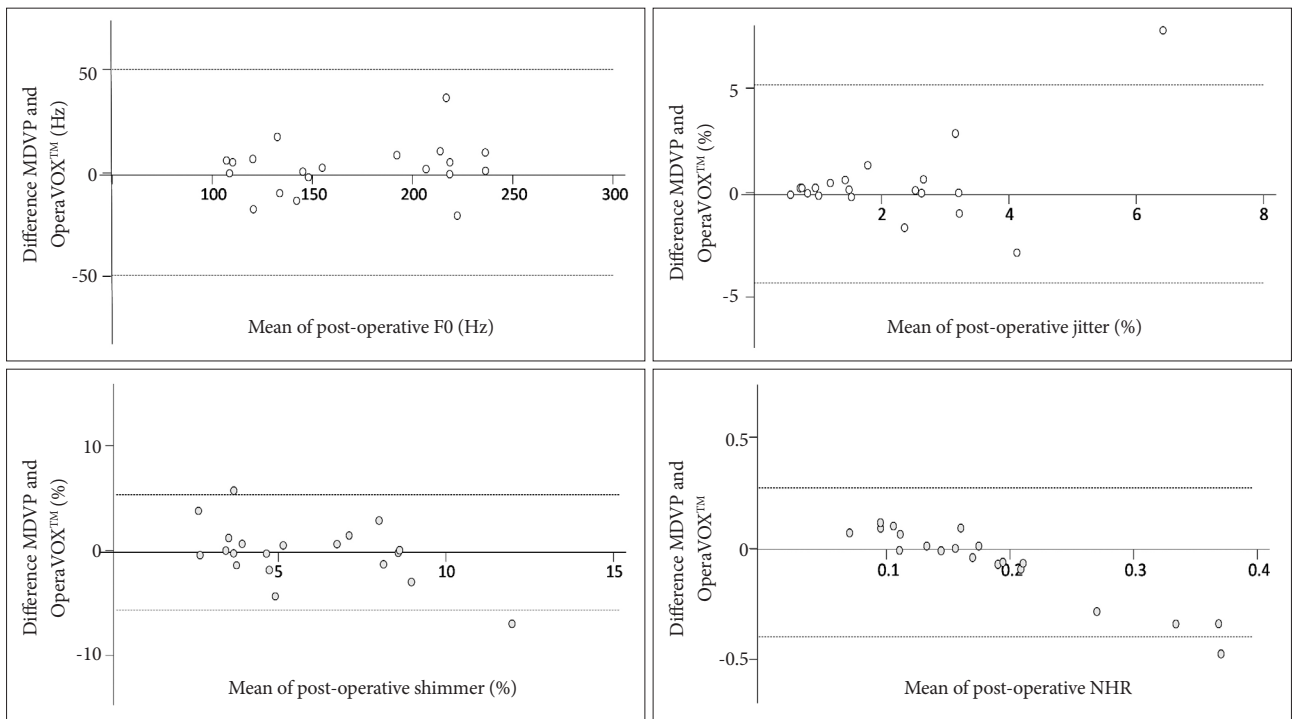 Difference MDVP and
OperaVOX™ (Hz)
50
0
-50
100
150
200
250
300
Mean of post-operative F0 (Hz)
Difference MDVP and
OperaVOX™ (%)
5
0
-5
2
4
6
8
Mean of post-operative jitter (%)
Difference MDVP and
OperaVOX™ (%)
10
0
-10
5
10
15
Mean of post-operative shimmer (%)
Difference MDVP and
OperaVOX™
0.5
0
-0.5
0.1
0.2
0.3
0.4
Mean of post-operative NHR